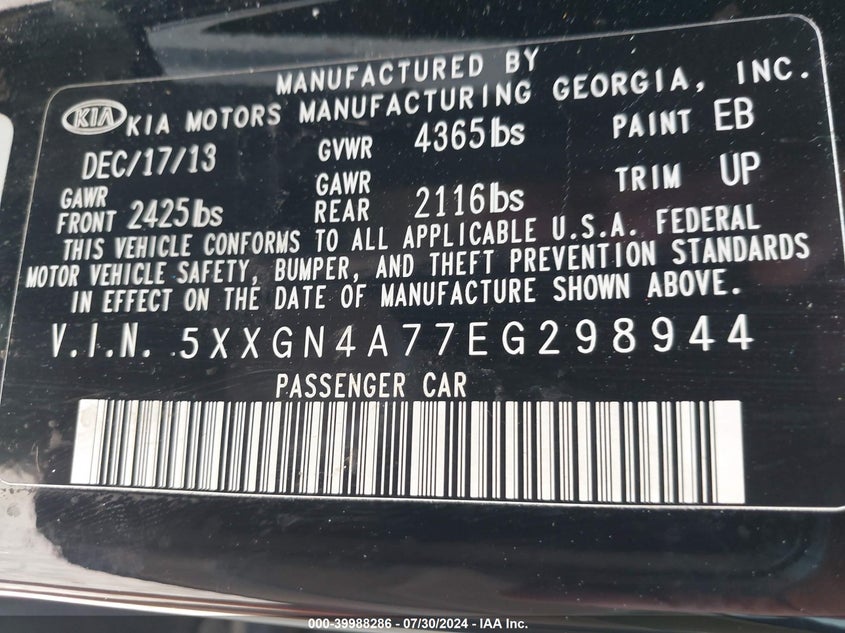 MANUFACTURED BY
KIA KIA MOTORS MANUFACTURING GEORGIA, INC.
DEC/17/13 GVWR 4365lbs PAINT EB
GAWR FRONT 2425lbs GAWR REAR 2116lbs TRIM UP
THIS VEHICLE CONFORMS TO ALL APPLICABLE U.S.A. FEDERAL
MOTOR VEHICLE SAFETY, BUMPER, AND THEFT PREVENTION STANDARDS
IN EFFECT ON THE DATE OF MANUFACTURE SHOWN ABOVE.
V.I.N. 5XXGN4A77EG298944
PASSENGER CAR
000-39988286 - 07/30/2024 - IAA Inc.